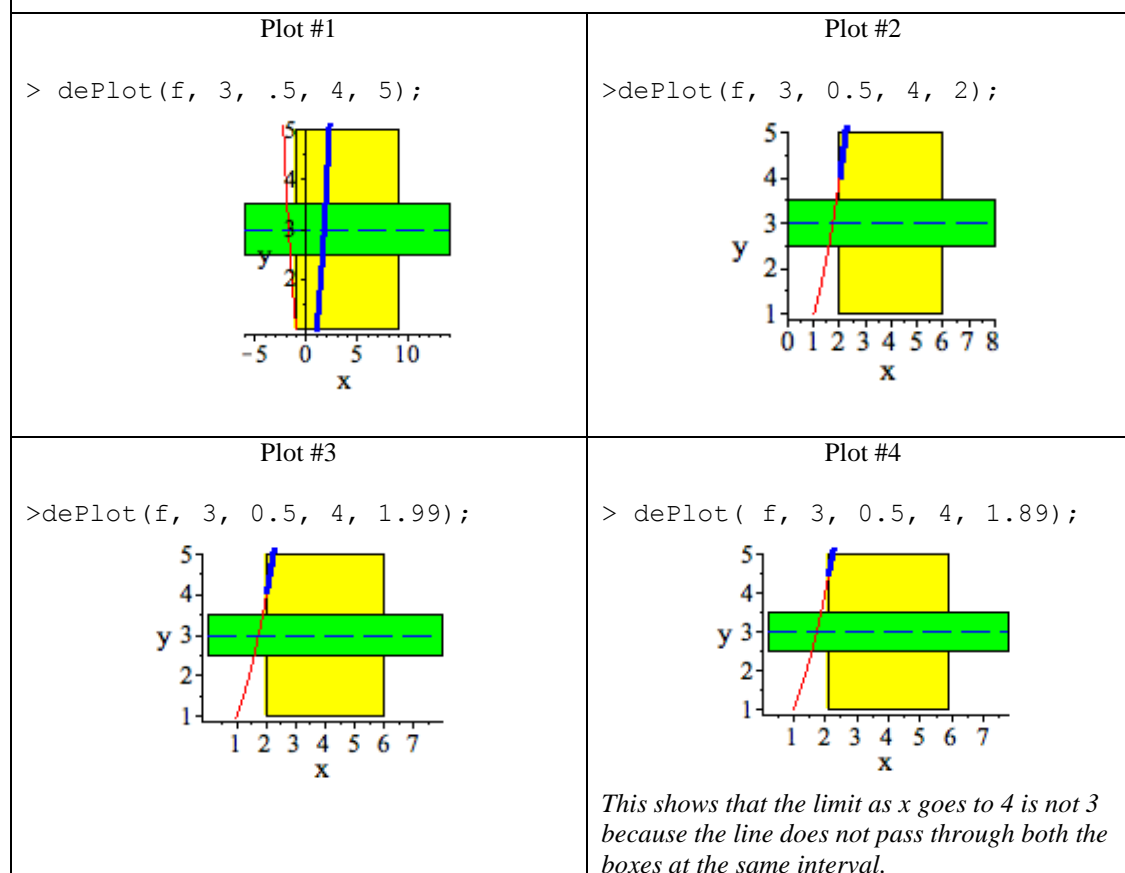 Plot #1
> dePlot(f, 3, .5, 4, 5);
5
4
3
y
2
-5 0 5 10
x
Plot #2
>dePlot(f, 3, 0.5, 4, 2);
5
4
3
y
2
1
0 1 2 3 4 5 6 7 8
x
Plot #3
>dePlot(f, 3, 0.5, 4, 1.99);
5
4
y 3
2
1
1 2 3 4 5 6 7
x
Plot #4
> dePlot( f, 3, 0.5, 4, 1.89);
5
4
y 3
2
1
1 2 3 4 5 6 7
x
This shows that the limit as x goes to 4 is not 3
because the line does not pass through both the
boxes at the same interval.